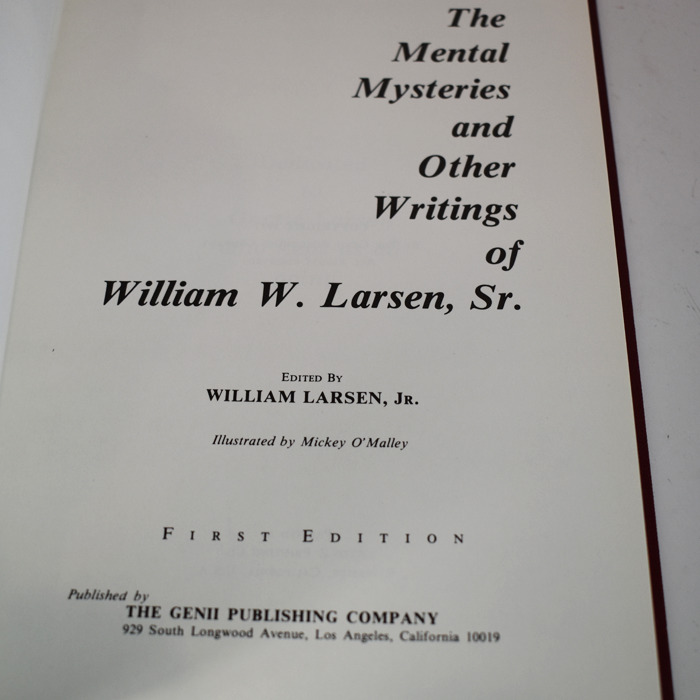 The
Mental
Mysteries
and
Other
Writings
of
William W. Larsen, Sr.
EDITED BY
WILLIAM LARSEN, JR.
Illustrated by Mickey O'Malley
FIRST EDITION
Published by
THE GENII PUBLISHING COMPANY
929 South Longwood Avenue, Los Angeles, California 10019